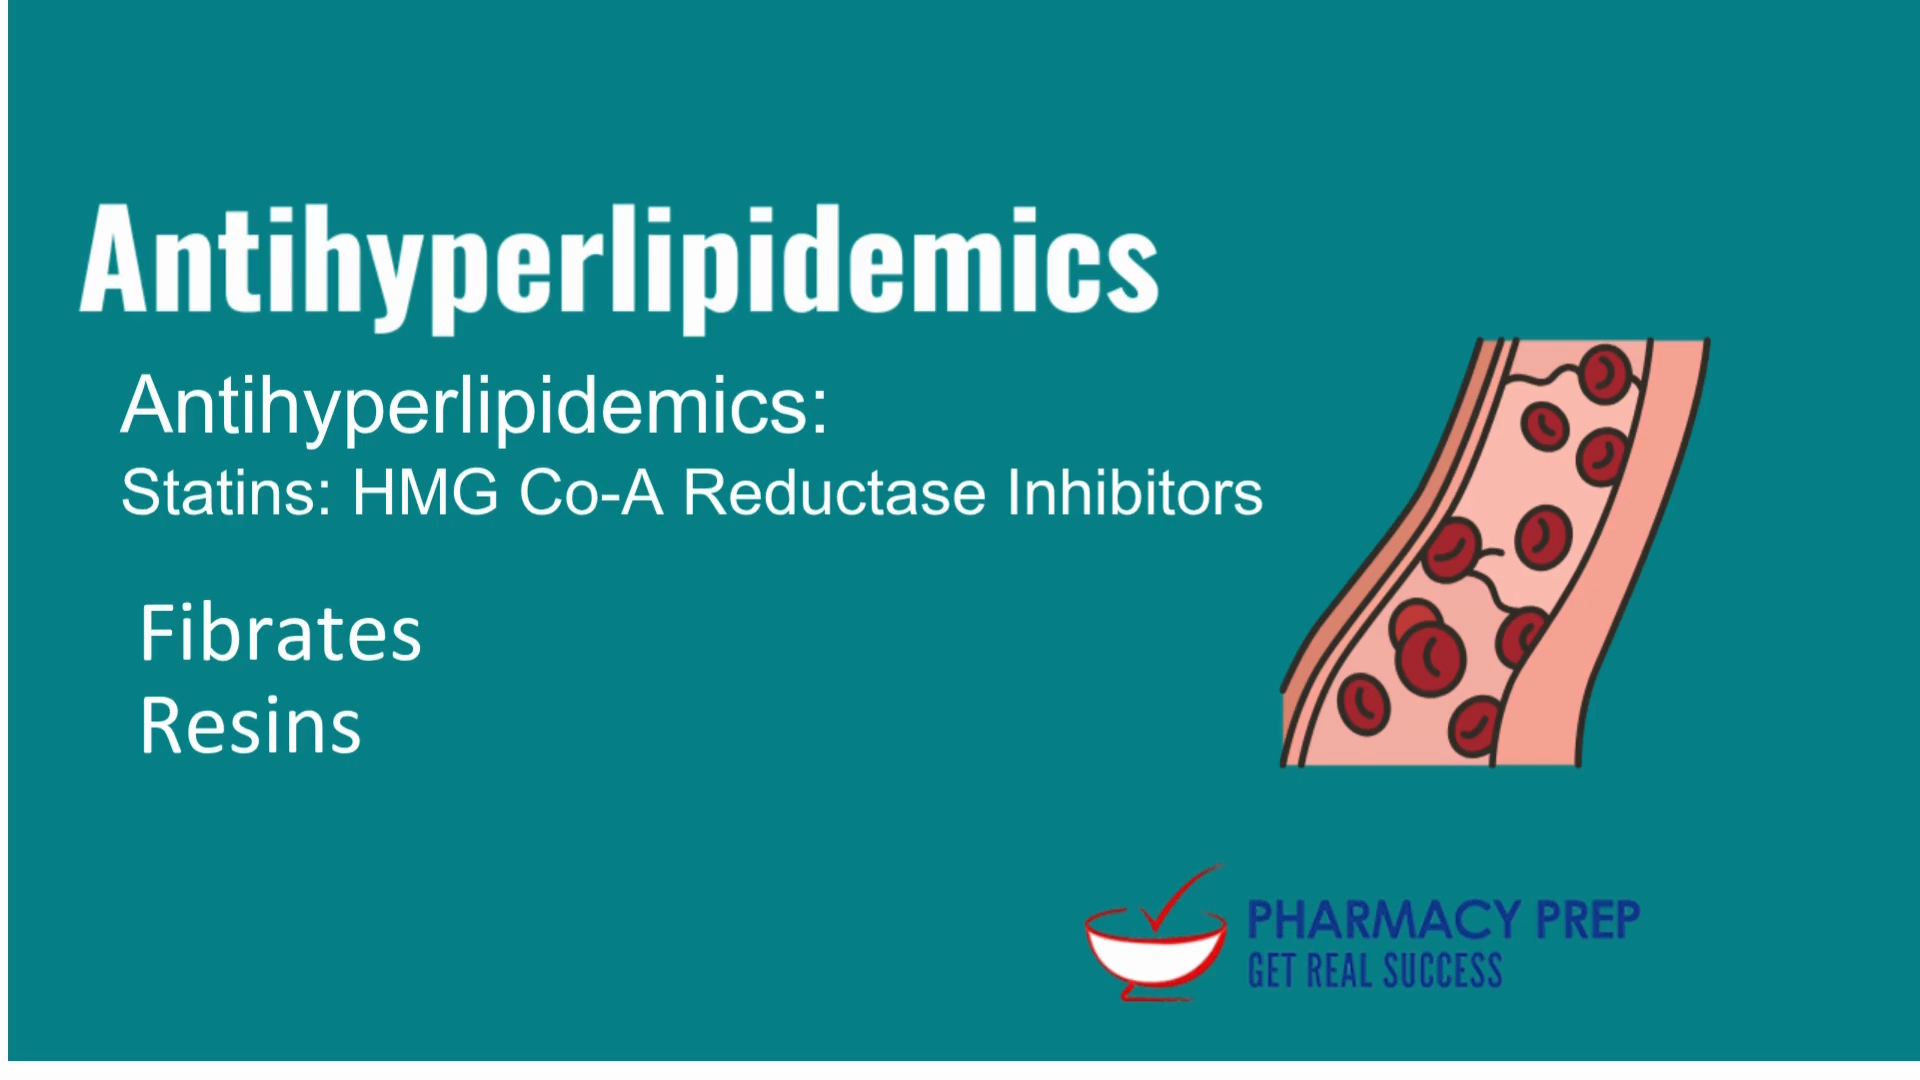 Antihyperlipidemics
Antihyperlipidemics:
Statins: HMG Co-A Reductase Inhibitors
Fibrates
Resins
PHARMACY PREP
GET REAL SUCCESS